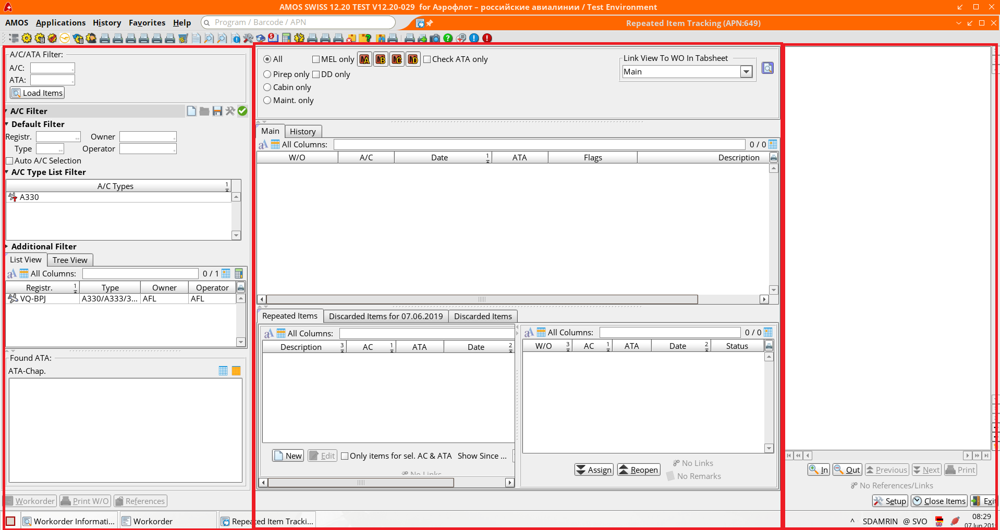 AMOS SWISS 12.20 TEST V12.20-029 for Аэрофлот – российские авиалинии / Test Environment
AMOS Applications History Favorites Help Program / Barcode / APN
Repeated Item Tracking (APN:649)
A/C/ATA Filter:
A/C:
ATA:
Load Items
A/C Filter
Default Filter
Registr. Owner
Type Operator
Auto A/C Selection
A/C Type List Filter
A/C Types 1
A330
Additional Filter
List View Tree View
All Columns: 0 / 1
Registr. 1 Type Owner Operator
VQ-BPJ A330/A333/3... AFL AFL
Found ATA:
ATA-Chap.
Workorder Print W/O References
All MEL only A B C D Check ATA only
Pirep only DD only
Cabin only
Maint. only
Link View To WO In Tabsheet
Main
Main History
All Columns: 0 / 0
W/O A/C Date 1 ATA Flags Description
Repeated Items Discarded Items for 07.06.2019 Discarded Items
All Columns:
Description 3 AC 1 ATA Date 2
New Edit Only items for sel. AC & ATA Show Since ...
No Links
All Columns: 0 / 0
W/O 3 AC 1 ATA Date 2 Status
Assign Reopen
No Links
No Remarks
In Out Previous Next Print
No References/Links
Setup Close Items Exit
Workorder Informati... Workorder Repeated Item Tracki...
^ SDAMRIN @ SVO
08:29
07.Jun.201